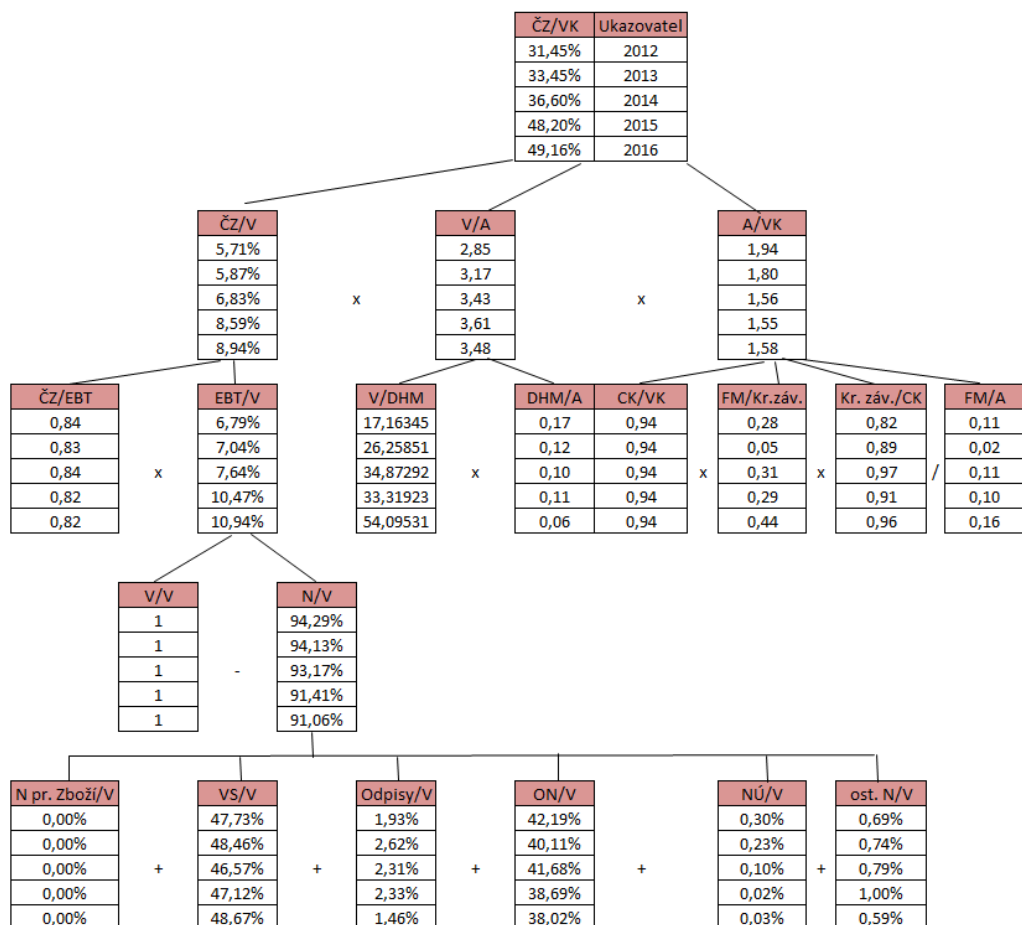 ČZ/VK Ukazovatel
31,45% 2012
33,45% 2013
36,60% 2014
48,20% 2015
49,16% 2016
ČZ/V V/A A/VK
5,71% 2,85 1,94
5,87% 3,17 1,80
6,83% x 3,43 x 1,56
8,59% 3,61 1,55
8,94% 3,48 1,58
ČZ/EBT EBT/V V/DHM DHM/A CK/VK FM/Kr.záv. Kr. záv./CK FM/A
0,84 6,79% 17,16345 0,17 0,94 0,28 0,82 0,11
0,83 7,04% 26,25851 0,12 0,94 0,05 0,89 0,02
0,84 x 7,64% 34,87292 x 0,10 0,94 x 0,31 x 0,97 / 0,11
0,82 10,47% 33,31923 0,11 0,94 0,29 0,91 0,10
0,82 10,94% 54,09531 0,06 0,94 0,44 0,96 0,16
V/V N/V
1 94,29%
1 94,13%
1 - 93,17%
1 91,41%
1 91,06%
N pr. Zboží/V VS/V Odpisy/V ON/V NÚ/V ost. N/V
0,00% 47,73% 1,93% 42,19% 0,30% 0,69%
0,00% 48,46% 2,62% 40,11% 0,23% 0,74%
0,00% + 46,57% + 2,31% + 41,68% + 0,10% + 0,79%
0,00% 47,12% 2,33% 38,69% 0,02% 1,00%
0,00% 48,67% 1,46% 38,02% 0,03% 0,59%